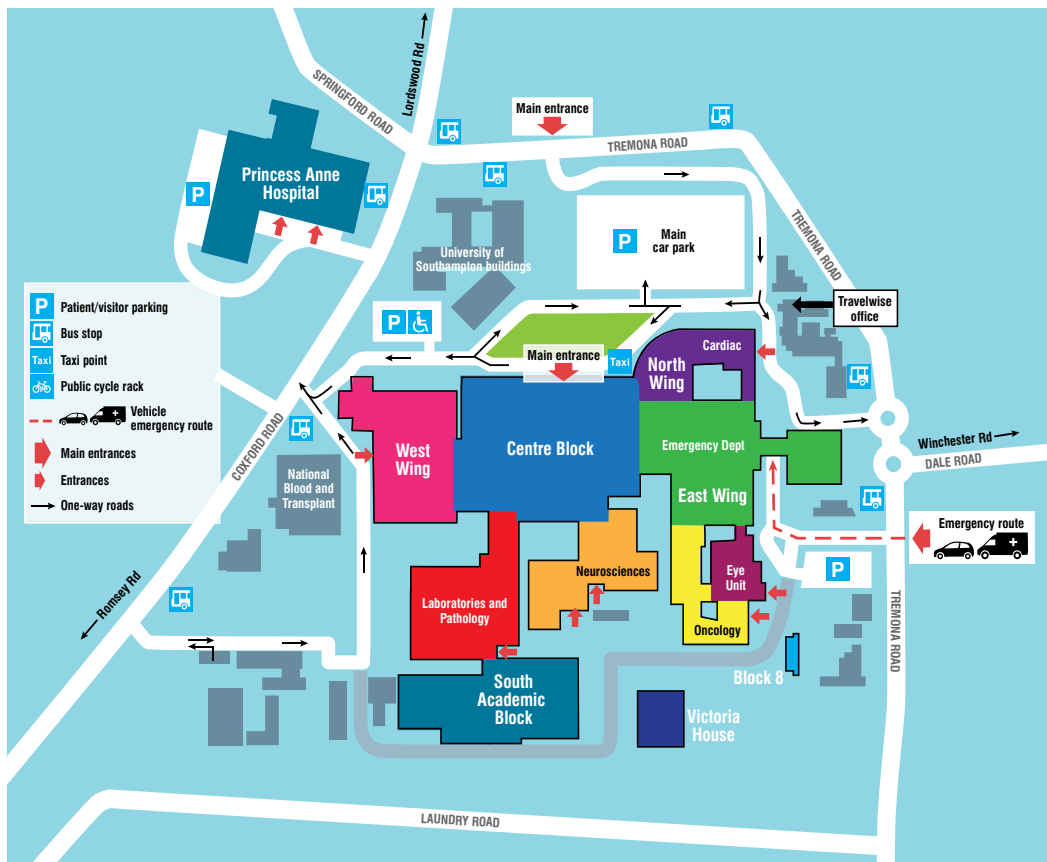 Lordswood Rd
SPRINGFORD ROAD
Main entrance
TREMONA ROAD
Princess Anne
Hospital
P
TREMONA ROAD
P
Main
car park
University of
Southampton buildings
Travelwise
office
P
Patient/visitor parking
Bus stop
Taxi
Taxi point
Public cycle rack
Vehicle
emergency route
Main entrances
Entrances
One-way roads
P
Main entrance
Taxi
Cardiac
North
Wing
West
Wing
Centre Block
Emergency Dept
East Wing
Winchester Rd
DALE ROAD
COXFORD ROAD
National
Blood and
Transplant
Emergency route
Neurosciences
Eye
Unit
P
Romsey Rd
Laboratories and
Pathology
Oncology
TREMONA ROAD
South
Academic
Block
Block 8
Victoria
House
LAUNDRY ROAD